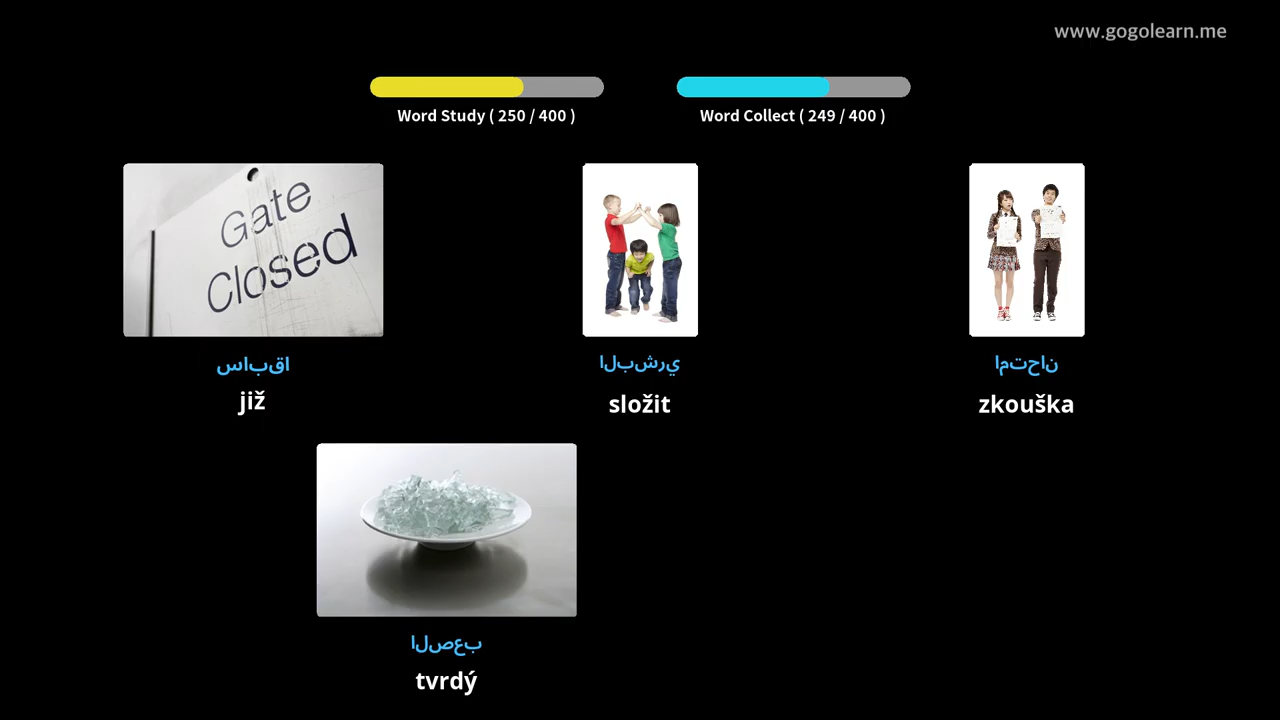 www.gogolearn.me
Word Study ( 250 / 400 )
Word Collect ( 249 / 400 )
Gate
Closed
سابقا
již
البشري
složit
امتحان
zkouška
الصعب
tvrdý